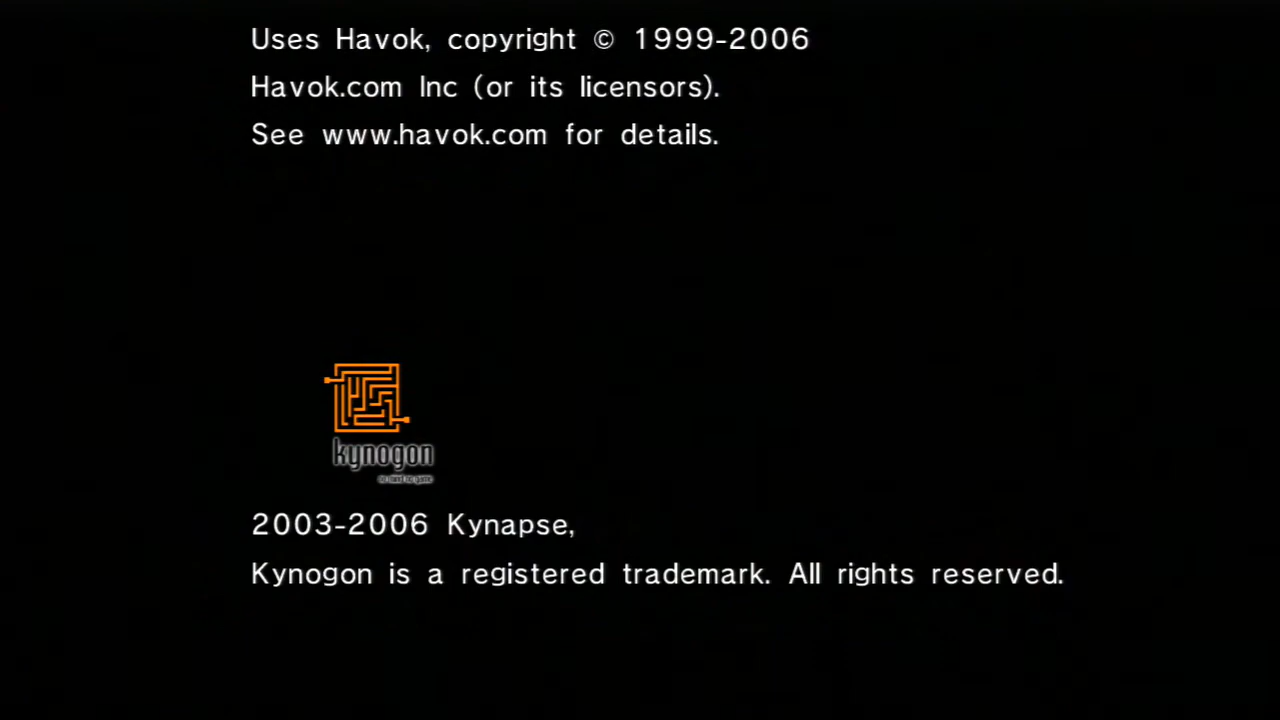 Uses Havok, copyright © 1999-2006
Havok.com Inc (or its licensors).
See www.havok.com for details.
kynogon
2003-2006 Kynapse,
Kynogon is a registered trademark. All rights reserved.